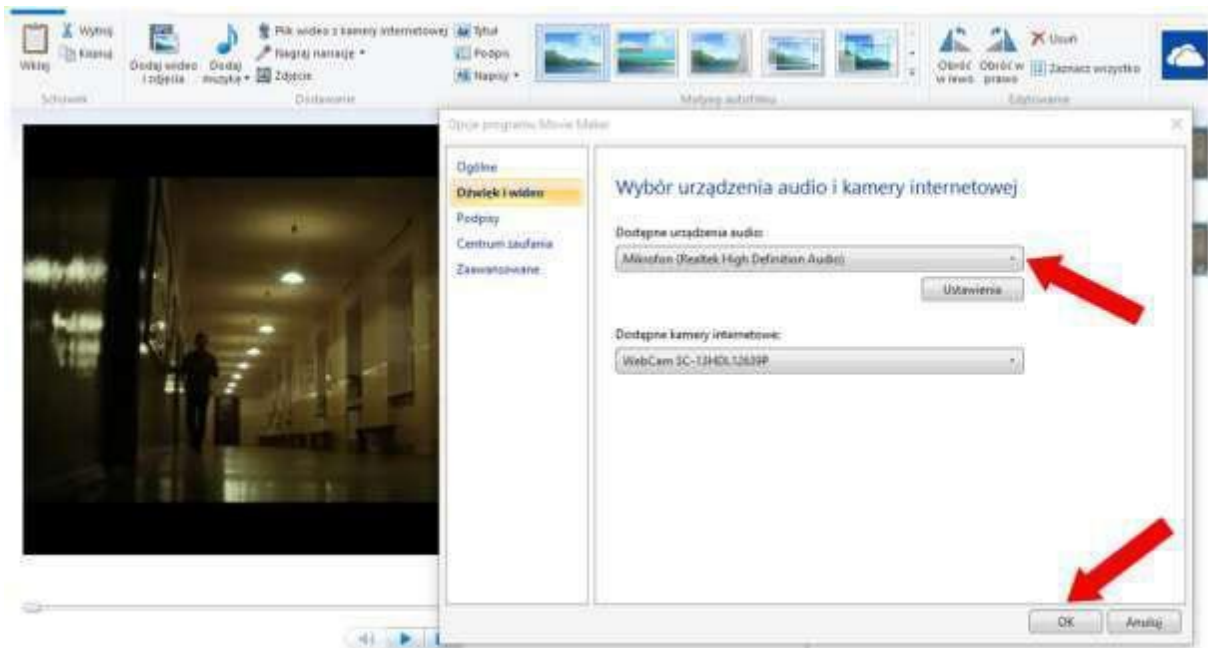 Wytnij
Wklej
Kopiuj
Schowek
Dodaj wideo
i zdjęcia
Dodaj
muzykę
Plik wideo z kamery internetowej
Nagraj narrację
Zdjęcie
Dodawanie
Tytuł
Podpis
Napisy
Motywy autofilmu
Obróć
w lewo
Obróć w
prawo
Usuń
Zaznacz wszystko
Edytowanie
Opcje programu Movie Maker
Ogólne
Dźwięk i wideo
Podpisy
Centrum zaufania
Zaawansowane
Wybór urządzenia audio i kamery internetowej
Dostępne urządzenia audio:
Mikrofon (Realtek High Definition Audio)
Ustawienia
Dostępne kamery internetowe:
WebCam SC-13HDL12639P
OK
Anuluj